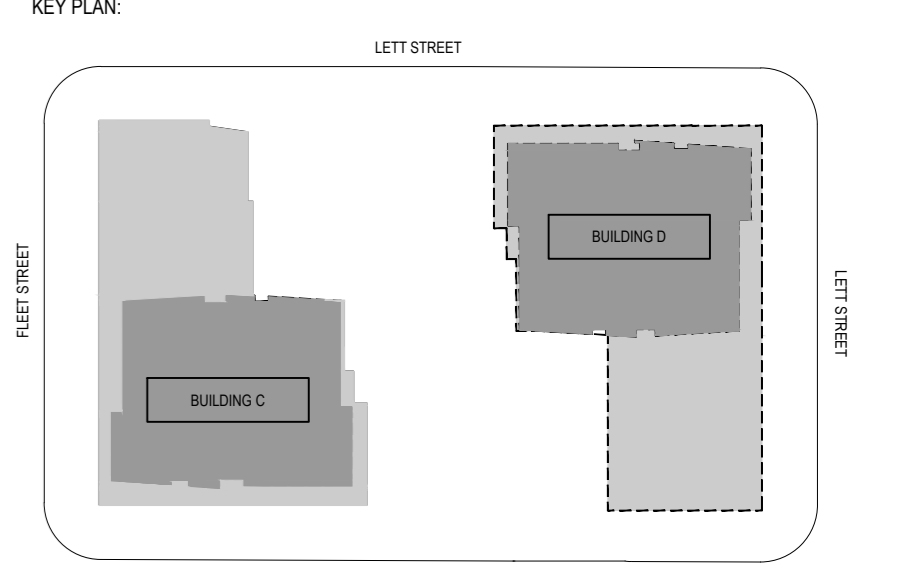 KEY PLAN:
LETT STREET
BUILDING D
FLEET STREET
LETT STREET
BUILDING C